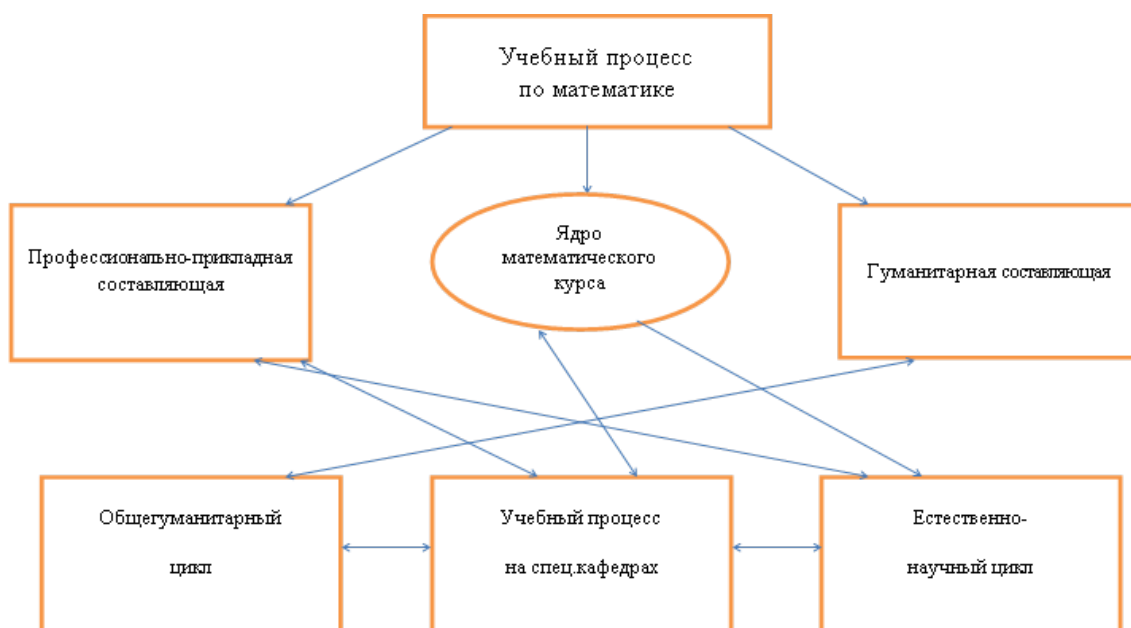 Учебный процесс
по математике
Профессионально-прикладная
составляющая
Ядро
математического
курса
Гуманитарная составляющая
Общегуманитарный
цикл
Учебный процесс
на спец.кафедрах
Естественно-
научный цикл